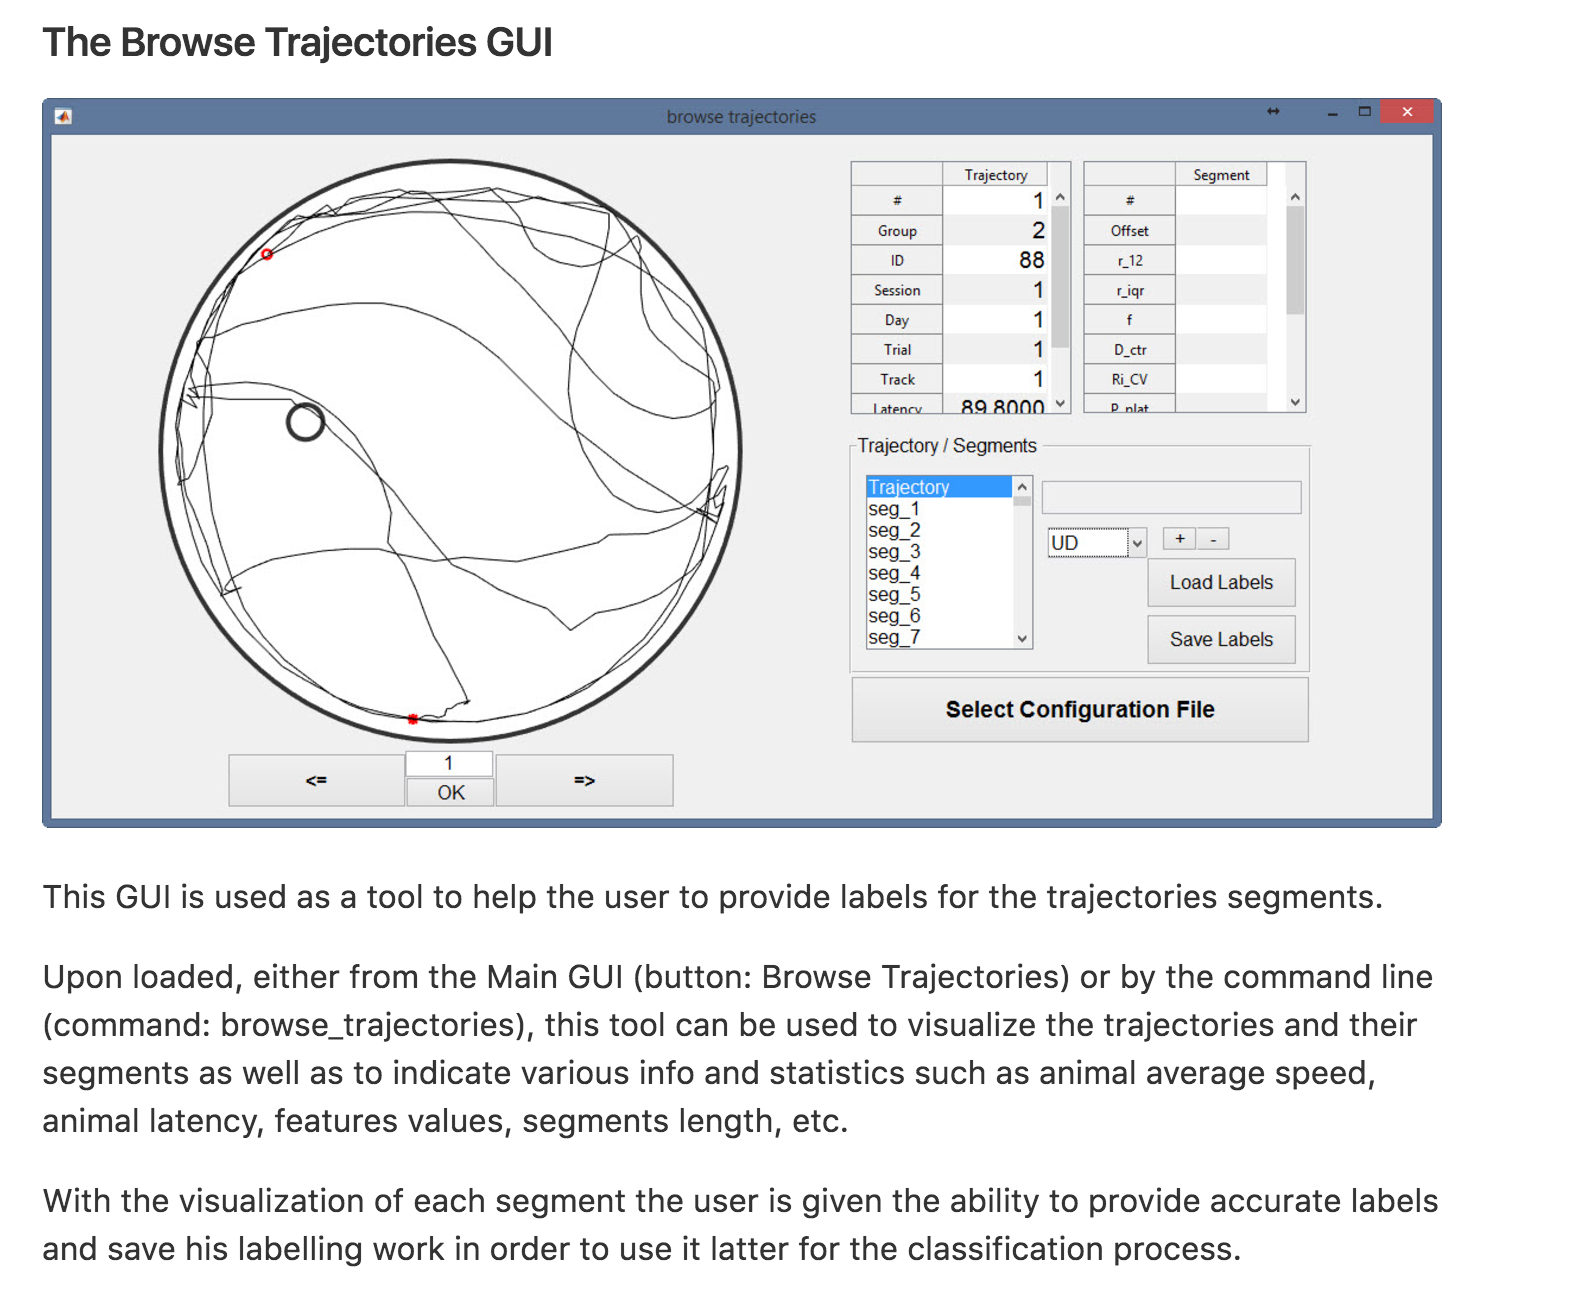 The Browse Trajectories GUI
browse trajectories
Trajectory
# 1
Group 2
ID 88
Session 1
Day 1
Trial 1
Track 1
Latency 89.8000
Segment
#
Offset
r_12
r_iqr
f
D_ctr
Ri_CV
P_plat
Trajectory / Segments
Trajectory
seg_1
seg_2
seg_3
seg_4
seg_5
seg_6
seg_7
UD
+ -
Load Labels
Save Labels
Select Configuration File
<= 1 =>
OK
This GUI is used as a tool to help the user to provide labels for the trajectories segments.
Upon loaded, either from the Main GUI (button: Browse Trajectories) or by the command line
(command: browse_trajectories), this tool can be used to visualize the trajectories and their
segments as well as to indicate various info and statistics such as animal average speed,
animal latency, features values, segments length, etc.
With the visualization of each segment the user is given the ability to provide accurate labels
and save his labelling work in order to use it latter for the classification process.